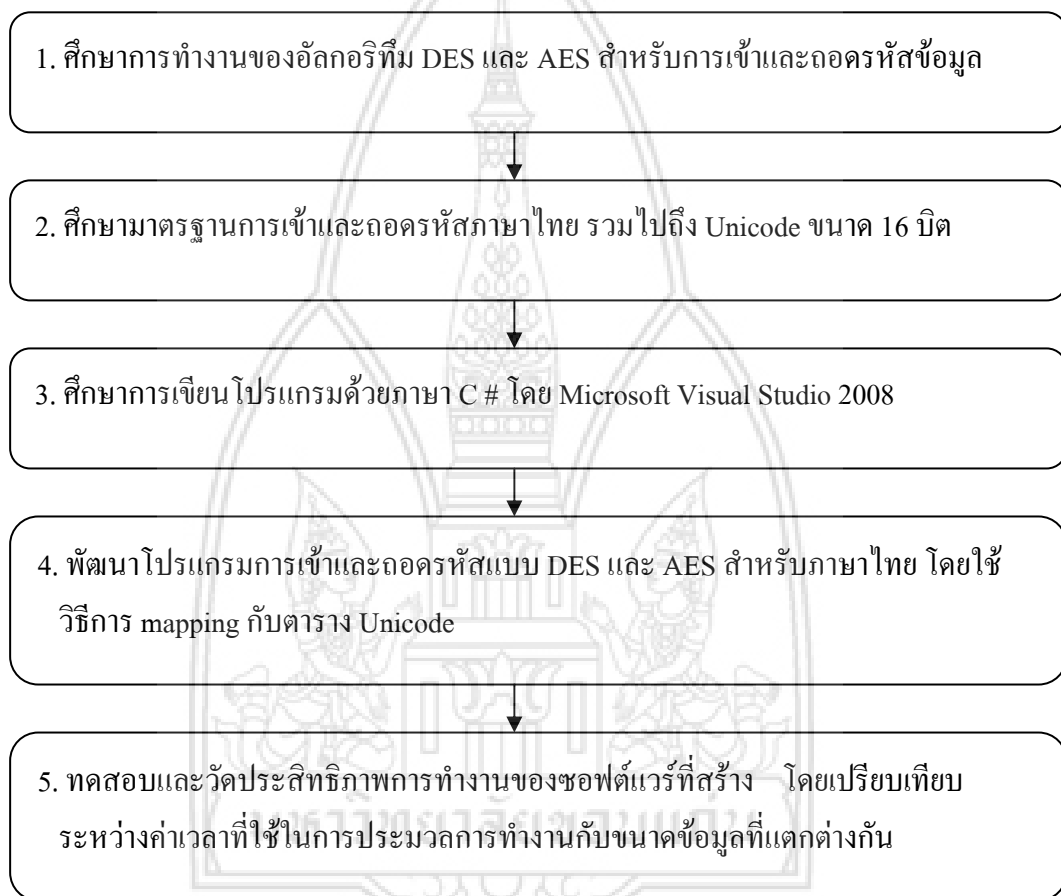 1. ศึกษาการทำงานของอัลกอริทึม DES และ AES สำหรับการเข้าและถอดรหัสข้อมูล
2. ศึกษามาตรฐานการเข้าและถอดรหัสภาษาไทย รวมไปถึง Unicode ขนาด 16 บิต
3. ศึกษาการเขียนโปรแกรมด้วยภาษา C # โดย Microsoft Visual Studio 2008
4. พัฒนาโปรแกรมการเข้าและถอดรหัสแบบ DES และ AES สำหรับภาษาไทย โดยใช้
วิธีการ mapping กับตาราง Unicode
5. ทดสอบและวัดประสิทธิภาพการทำงานของซอฟต์แวร์ที่สร้าง โดยเปรียบเทียบ
ระหว่างค่าเวลาที่ใช้ในการประมวลการทำงานกับขนาดข้อมูลที่แตกต่างกัน